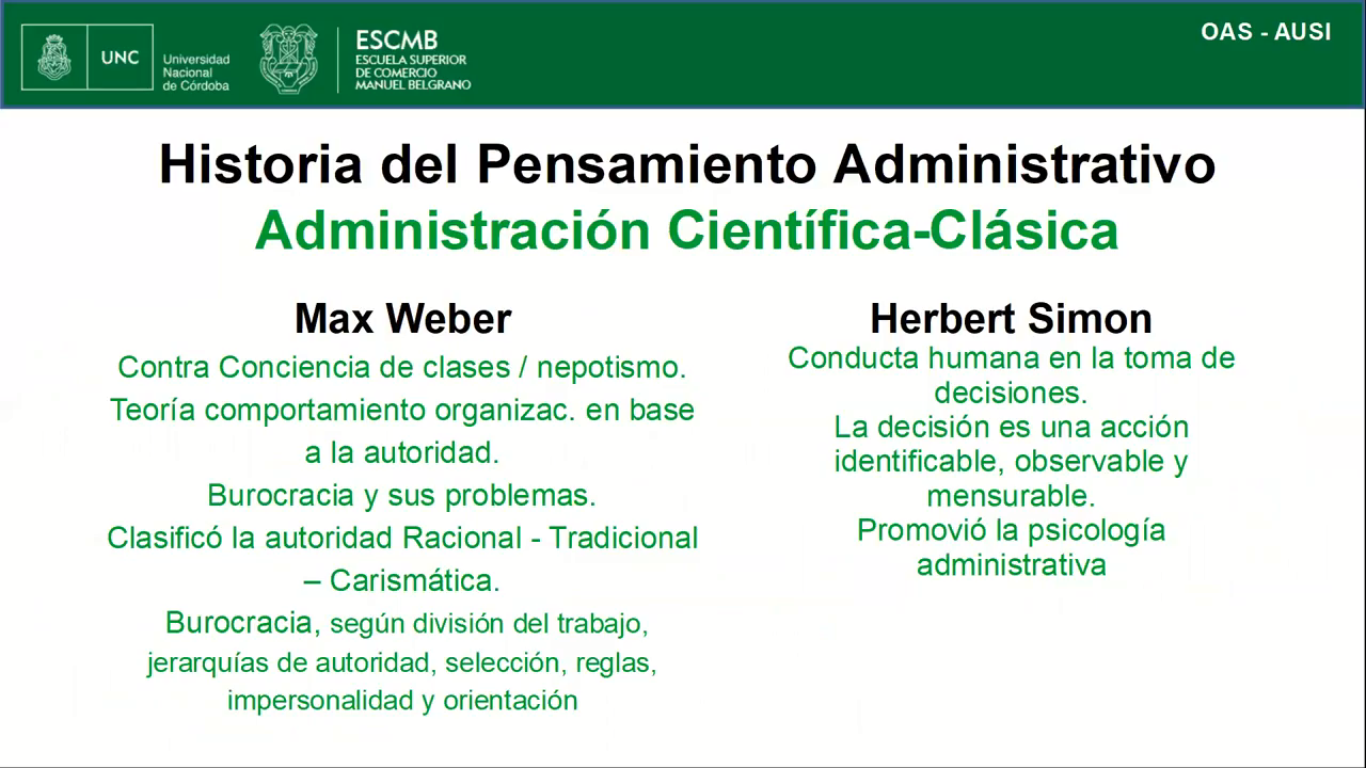 UNC
Universidad
Nacional
de Córdoba
ESCMB
ESCUELA SUPERIOR
DE COMERCIO
MANUEL BELGRANO
OAS - AUSI
Historia del Pensamiento Administrativo
Administración Científica-Clásica
Max Weber
Contra Conciencia de clases / nepotismo.
Teoría comportamiento organizac. en base
a la autoridad.
Burocracia y sus problemas.
Clasificó la autoridad Racional - Tradicional
– Carismática.
Burocracia, según división del trabajo,
jerarquías de autoridad, selección, reglas,
impersonalidad y orientación
Herbert Simon
Conducta humana en la toma de
decisiones.
La decisión es una acción
identificable, observable y
mensurable.
Promovió la psicología
administrativa